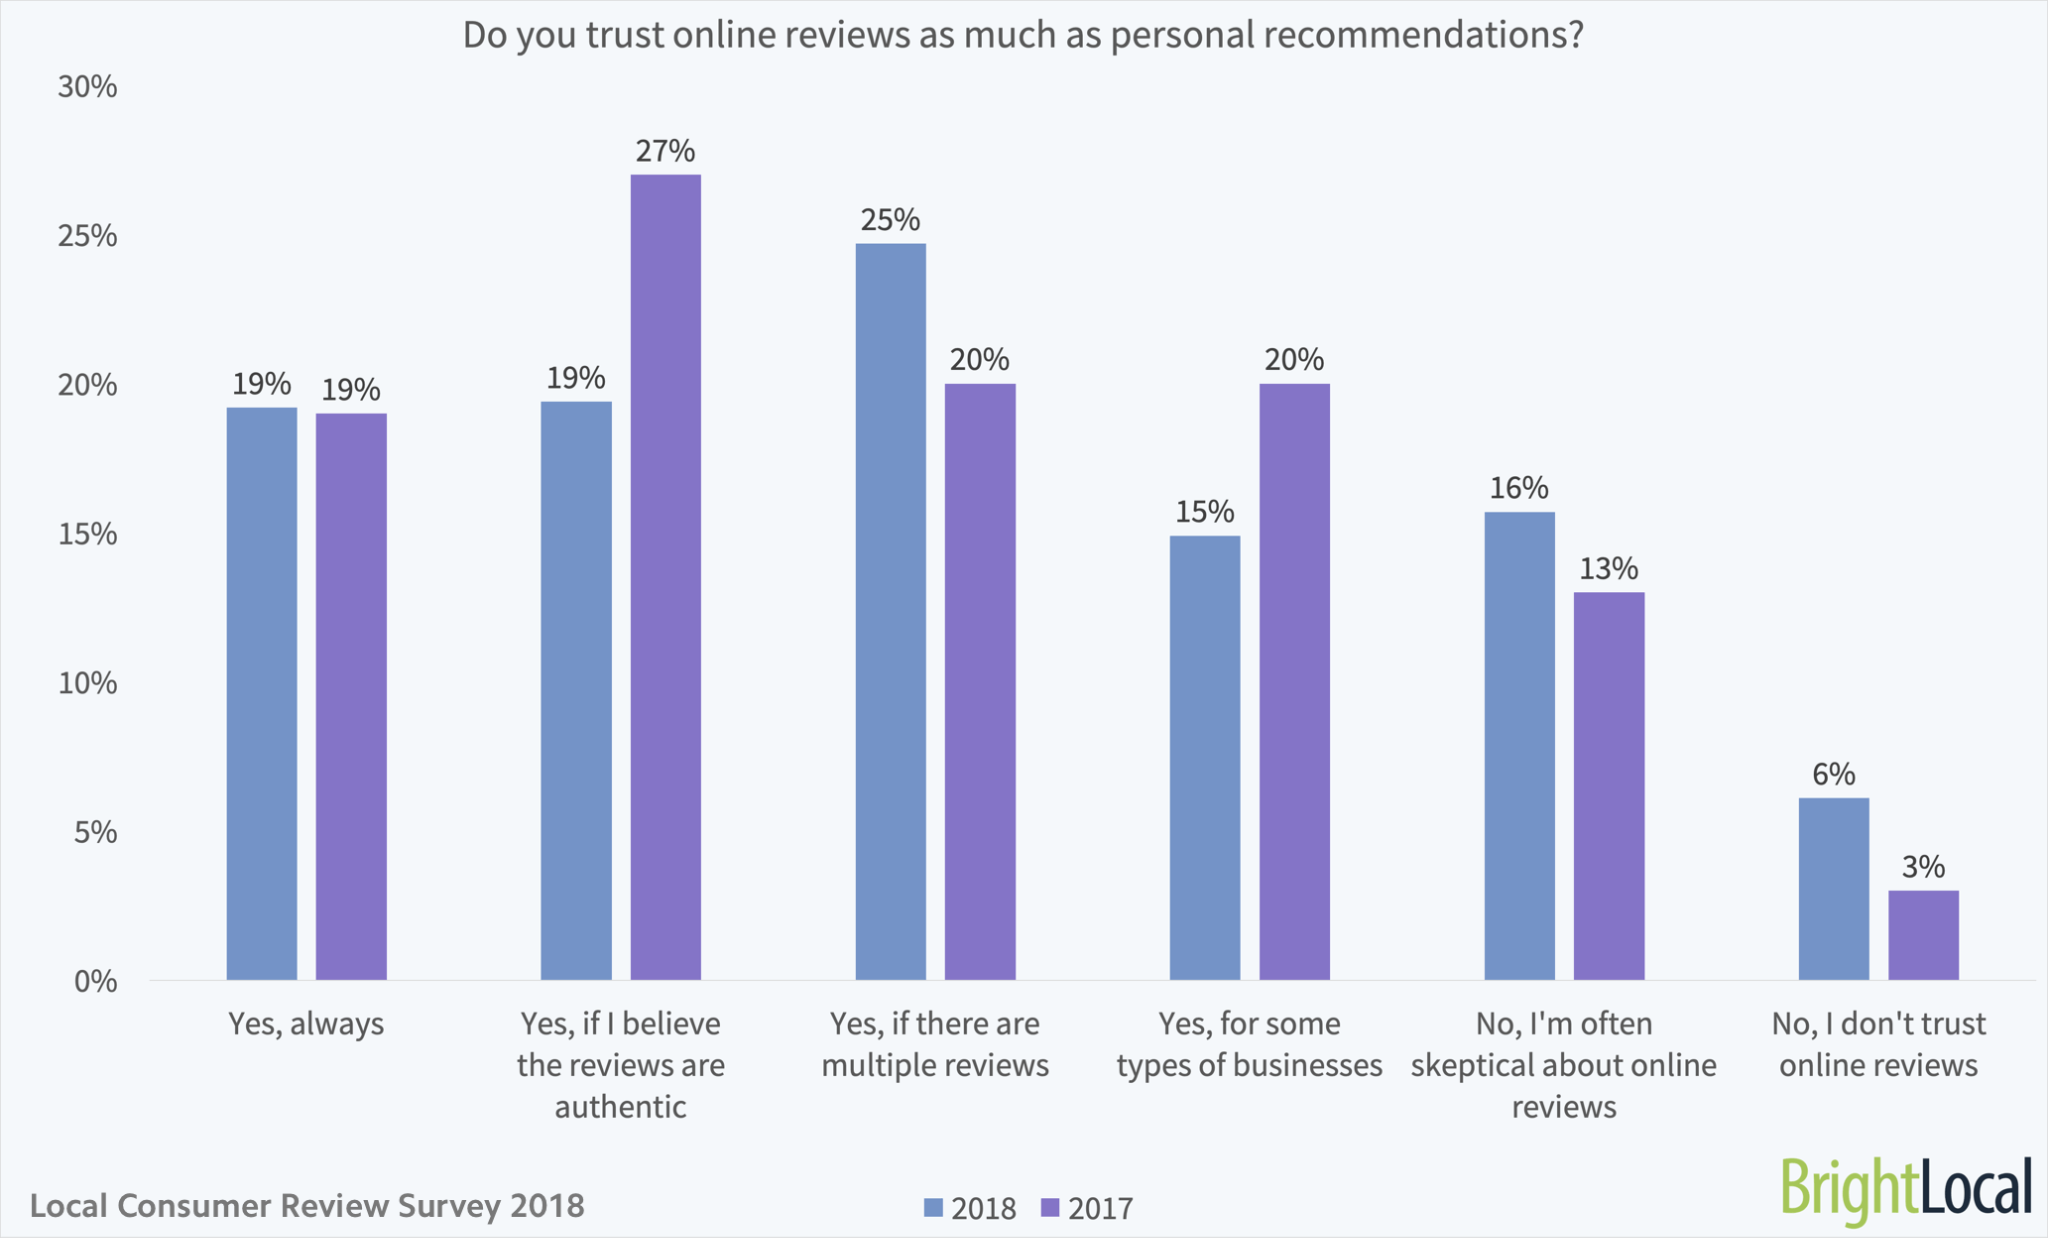 Do you trust online reviews as much as personal recommendations?
30%
25%
20%
15%
10%
5%
0%
19%
19%
19%
27%
25%
20%
15%
20%
16%
13%
6%
3%
Yes, always
Yes, if I believe
the reviews are
authentic
Yes, if there are
multiple reviews
Yes, for some
types of businesses
No, I'm often
skeptical about online
reviews
No, I don't trust
online reviews
Local Consumer Review Survey 2018
2018
2017
BrightLocal